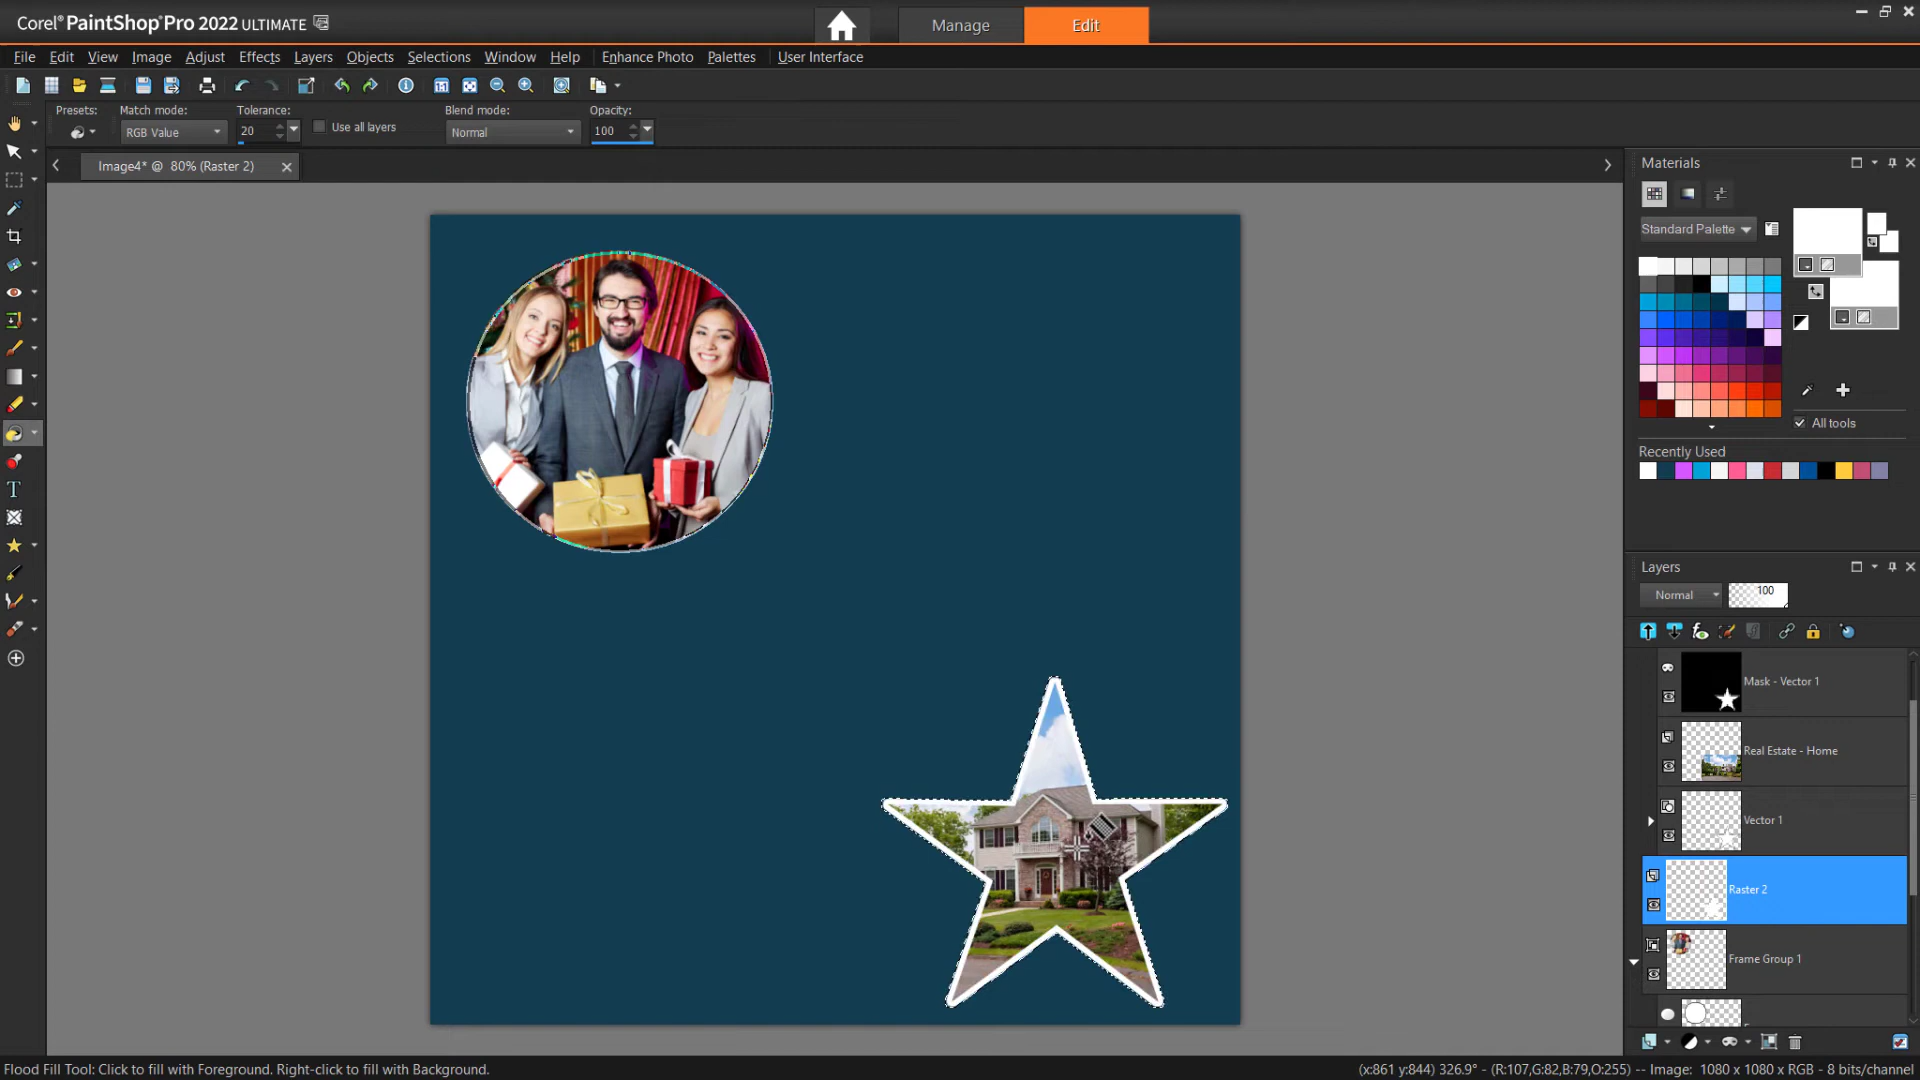 Corel® PaintShop® Pro 2022 ULTIMATE
Manage
Edit
File Edit View Image Adjust Effects Layers Objects Selections Window Help Enhance Photo Palettes User Interface
1:1
Presets: Match mode: Tolerance: Blend mode: Opacity:
RGB Value 20 Use all layers Normal 100
Image4* @ 80% (Raster 2)
Materials
Standard Palette
All tools
Recently Used
Layers
Normal 100
Mask - Vector 1
Real Estate - Home
Vector 1
Raster 2
Frame Group 1
Flood Fill Tool: Click to fill with Foreground. Right-click to fill with Background.
(x:861 y:844) 326.9° - (R:107,G:82,B:79,O:255) -- Image: 1080 x 1080 x RGB - 8 bits/channel